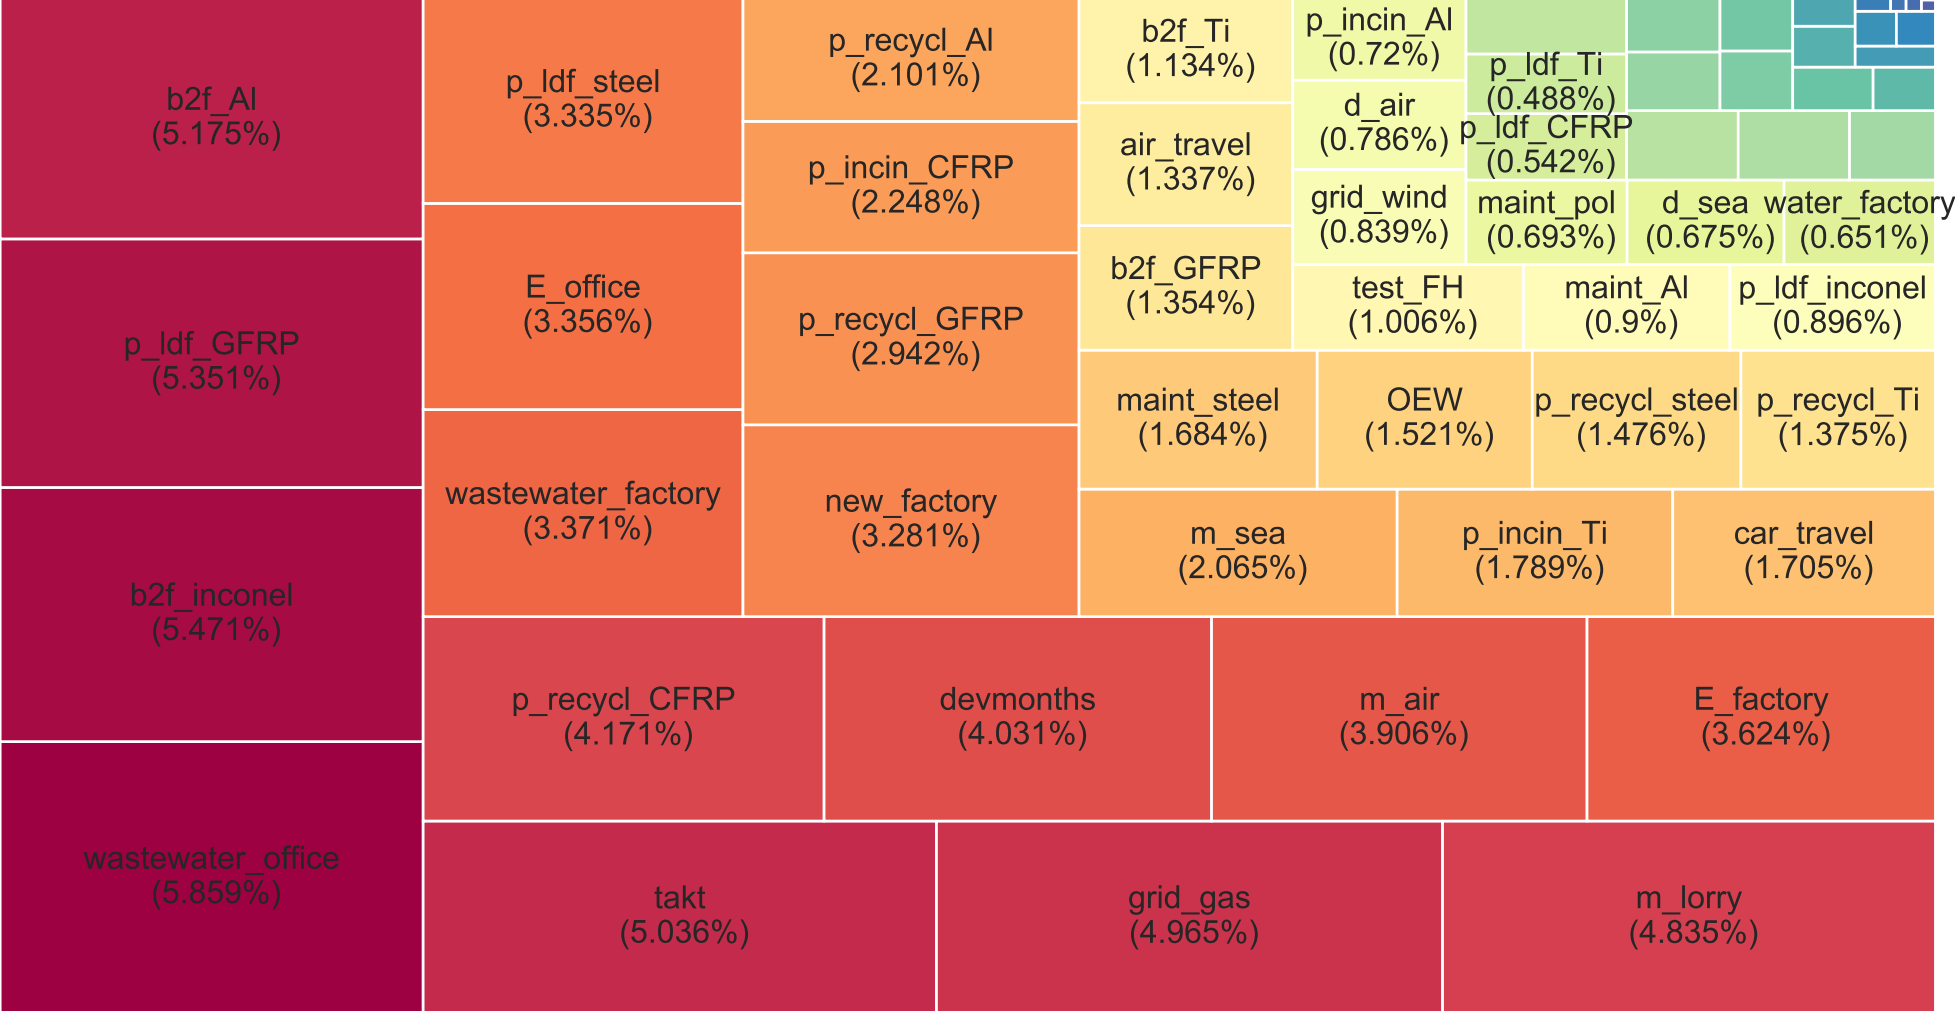 b2f_Al
(5.175%)
p_ldf_GFRP
(5.351%)
b2f_inconel
(5.471%)
wastewater_office
(5.859%)
p_ldf_steel
(3.335%)
E_office
(3.356%)
wastewater_factory
(3.371%)
p_recycl_Al
(2.101%)
p_incin_CFRP
(2.248%)
p_recycl_GFRP
(2.942%)
new_factory
(3.281%)
b2f_Ti
(1.134%)
air_travel
(1.337%)
b2f_GFRP
(1.354%)
p_incin_Al
(0.72%)
d_air
(0.786%)
grid_wind
(0.839%)
p_ldf_Ti
(0.488%)
p_ldf_CFRP
(0.542%)
maint_pol
(0.693%)
d_sea
(0.675%)
water_factory
(0.651%)
test_FH
(1.006%)
maint_Al
(0.9%)
p_ldf_inconel
(0.896%)
maint_steel
(1.684%)
OEW
(1.521%)
p_recycl_steel
(1.476%)
p_recycl_Ti
(1.375%)
m_sea
(2.065%)
p_incin_Ti
(1.789%)
car_travel
(1.705%)
p_recycl_CFRP
(4.171%)
devmonths
(4.031%)
m_air
(3.906%)
E_factory
(3.624%)
takt
(5.036%)
grid_gas
(4.965%)
m_lorry
(4.835%)